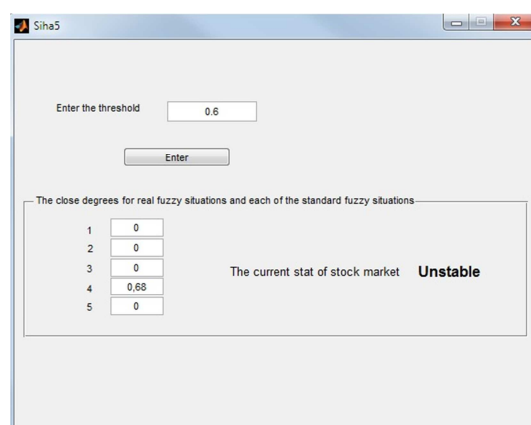 Siha5
Enter the threshold 0.6
Enter
The close degrees for real fuzzy situations and each of the standard fuzzy situations
1 0
2 0
3 0
4 0,68
5 0
The current stat of stock market Unstable